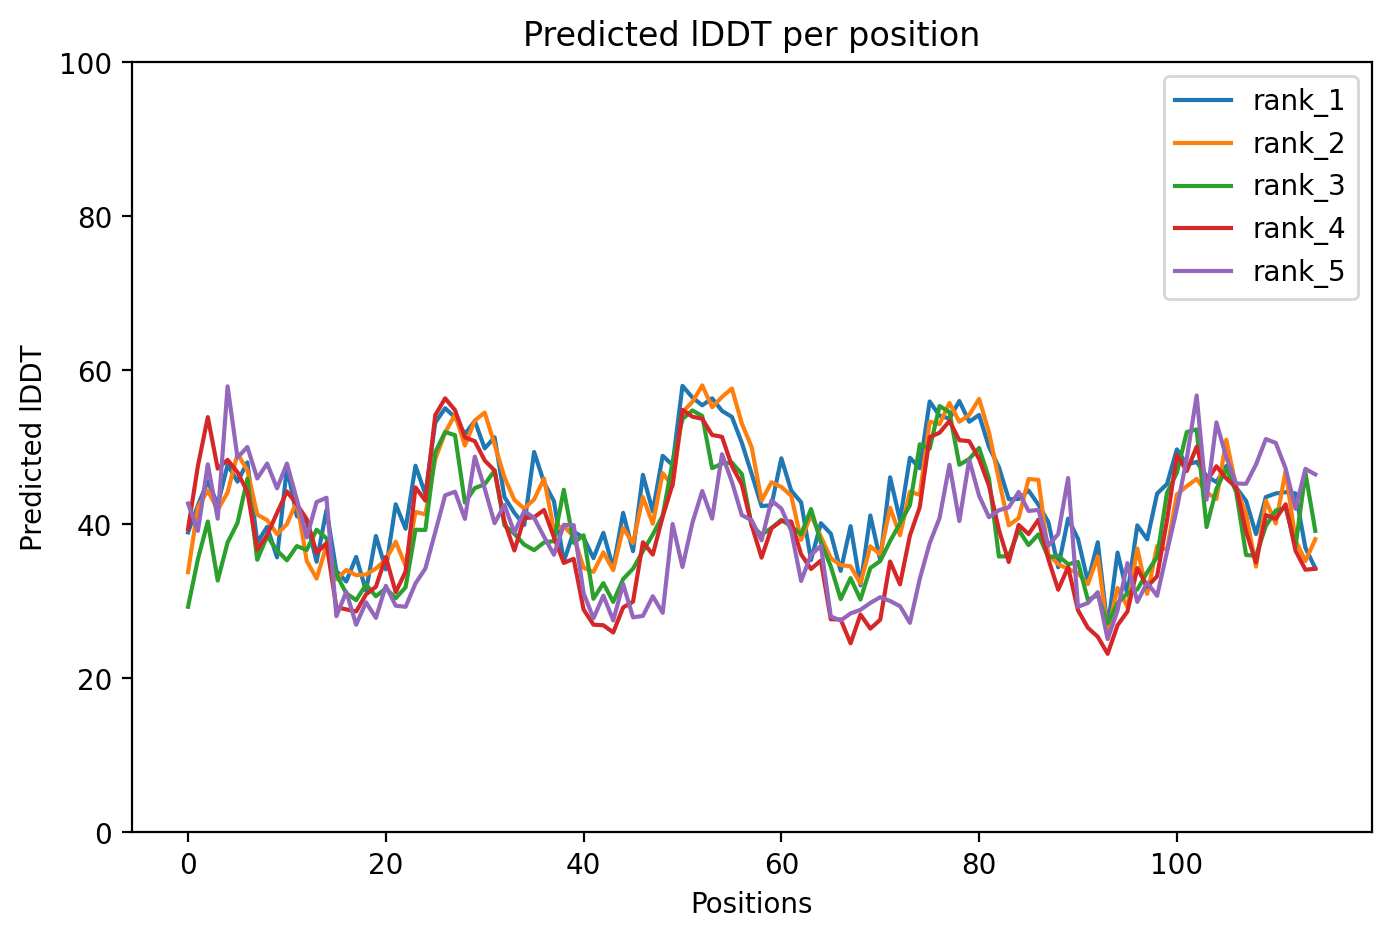 Predicted lDDT per position
100
80
60
40
20
0
Predicted lDDT
0 20 40 60 80 100
Positions
rank_1
rank_2
rank_3
rank_4
rank_5